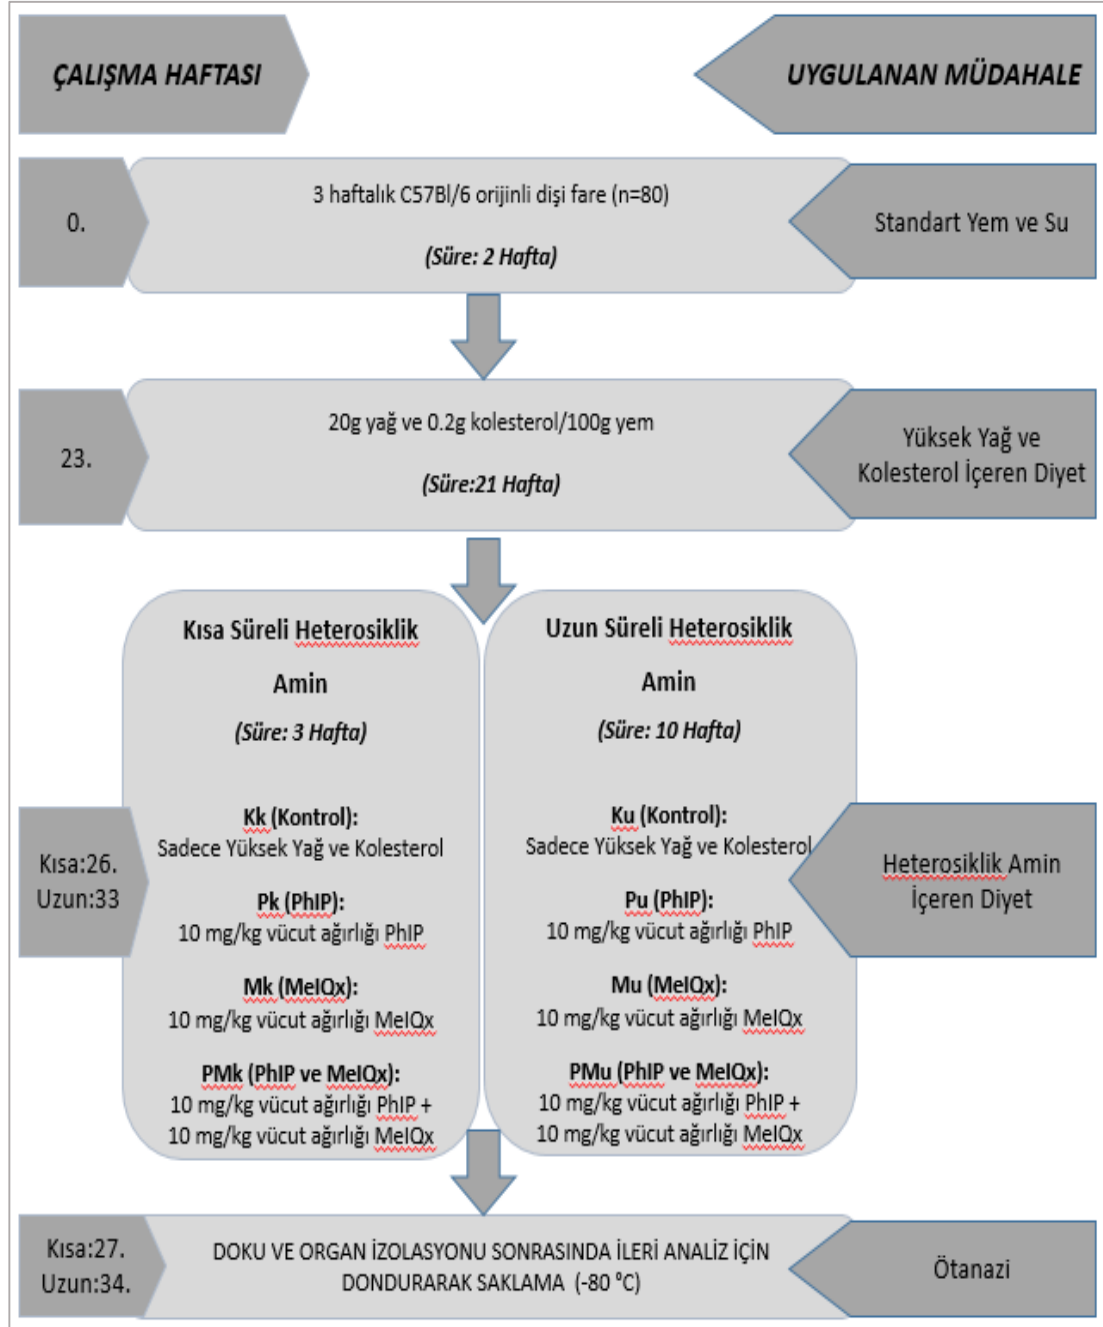 ÇALIŞMA HAFTASI
UYGULANAN MÜDAHALE
0.
3 haftalık C57Bl/6 orijinli dişi fare (n=80)
(Süre: 2 Hafta)
Standart Yem ve Su
23.
20g yağ ve 0.2g kolesterol/100g yem
(Süre:21 Hafta)
Yüksek Yağ ve
Kolesterol İçeren Diyet
Kısa Süreli Heterosiklik
Amin
(Süre: 3 Hafta)
Kk (Kontrol):
Sadece Yüksek Yağ ve Kolesterol
Pk (PhIP):
10 mg/kg vücut ağırlığı PhIP
Mk (MeIQx):
10 mg/kg vücut ağırlığı MeIQx
PMk (PhIP ve MeIQx):
10 mg/kg vücut ağırlığı PhIP +
10 mg/kg vücut ağırlığı MeIQx
Uzun Süreli Heterosiklik
Amin
(Süre: 10 Hafta)
Ku (Kontrol):
Sadece Yüksek Yağ ve Kolesterol
Pu (PhIP):
10 mg/kg vücut ağırlığı PhIP
Mu (MeIQx):
10 mg/kg vücut ağırlığı MeIQx
PMu (PhIP ve MeIQx):
10 mg/kg vücut ağırlığı PhIP +
10 mg/kg vücut ağırlığı MeIQx
Kısa:26.
Uzun:33
Heterosiklik Amin
İçeren Diyet
Kısa:27.
Uzun:34.
DOKU VE ORGAN İZOLASYONU SONRASINDA İLERİ ANALİZ İÇİN
DONDURARAK SAKLAMA (-80 °C)
Ötanazi